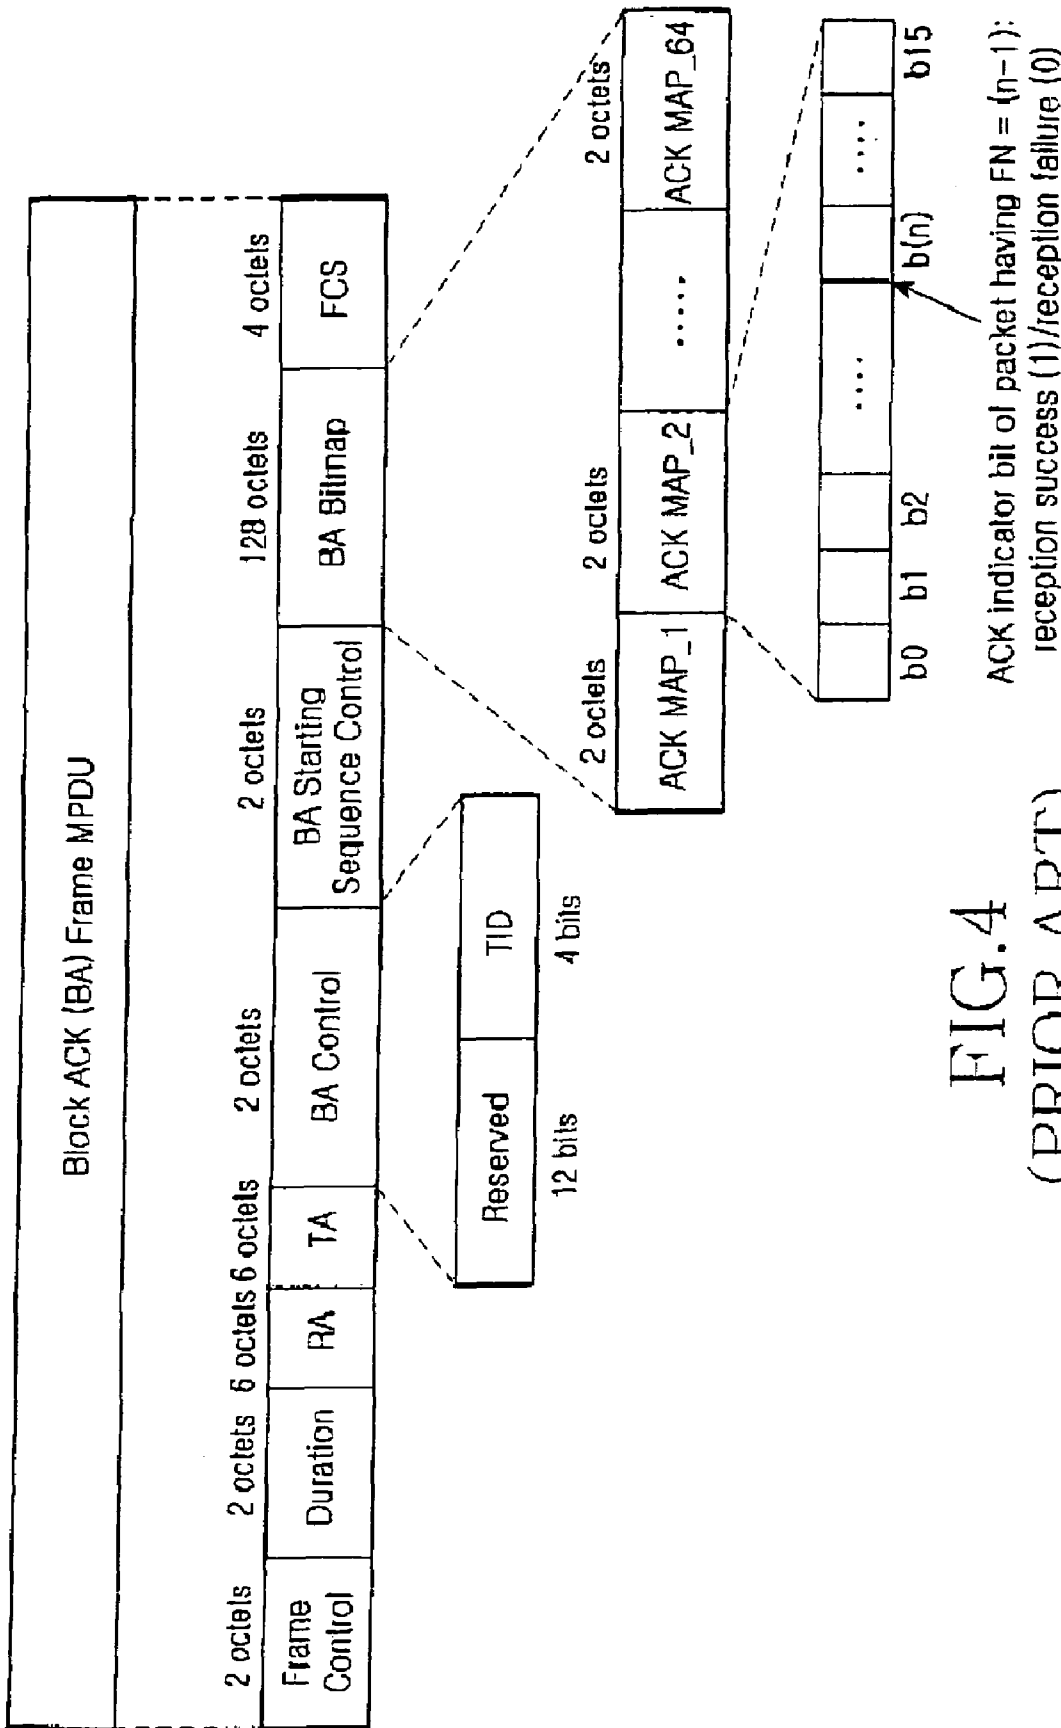 Block ACK (BA) Frame MPDU
2 octets 2 octets 6 octets 6 octets 2 octets 2 octets 128 octets 4 octets
Frame Control Duration RA TA BA Control BA Starting Sequence Control BA Bitmap FCS
Reserved TID
12 bits 4 bits
2 octets 2 octets 2 octets
ACK MAP_1 ACK MAP_2 ..... ACK MAP_64
.... ....
b0 b1 b2 b(n) b15
ACK indicator bit of packet having FN = (n-1):
reception success (1)/reception failure (0)
FIG.4
(PRIOR ART)